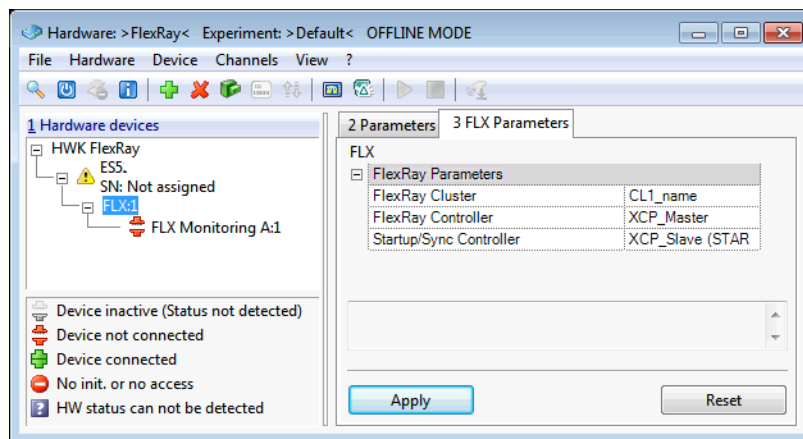 Hardware: >FlexRay<   Experiment: >Default<   OFFLINE MODE
File   Hardware   Device   Channels   View   ?
1 Hardware devices
HWK FlexRay
ES5.
SN: Not assigned
FLX:1
FLX Monitoring A:1
Device inactive (Status not detected)
Device not connected
Device connected
No init. or no access
HW status can not be detected
2 Parameters   3 FLX Parameters
FLX
FlexRay Parameters
FlexRay Cluster   CL1_name
FlexRay Controller   XCP_Master
Startup/Sync Controller   XCP_Slave (STAR
Apply   Reset